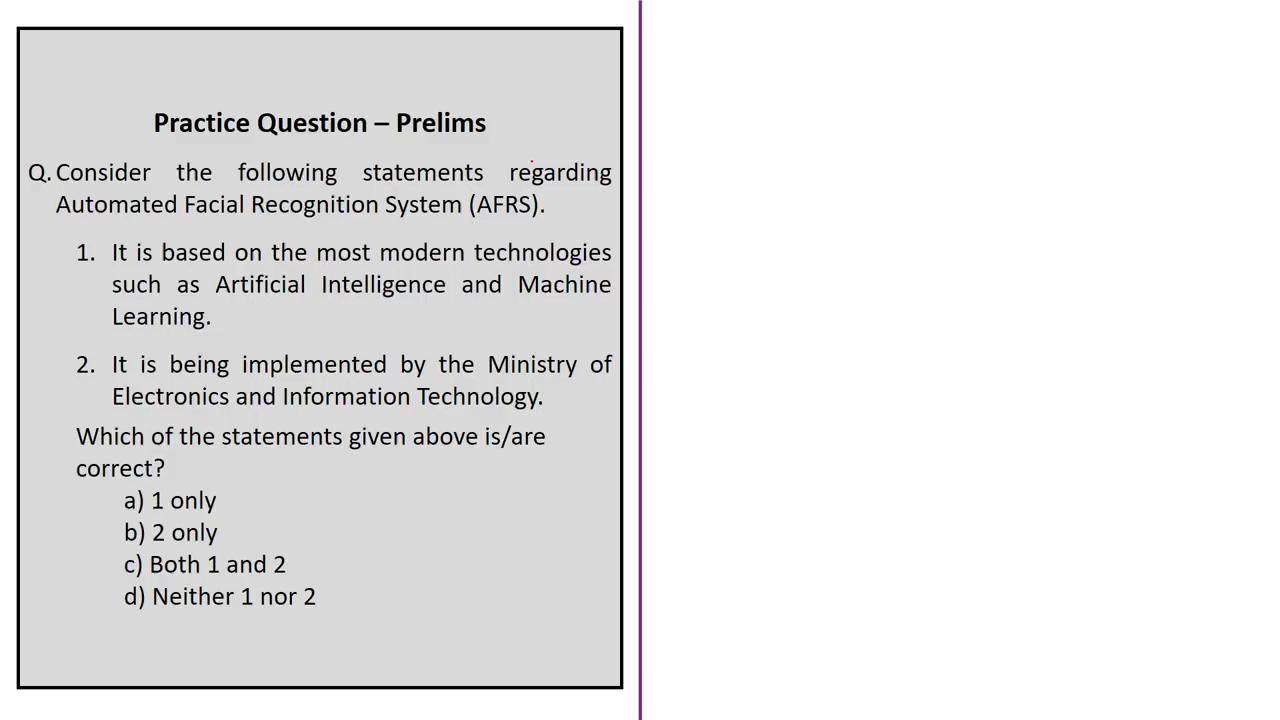 Practice Question – Prelims
Q. Consider the following statements regarding
Automated Facial Recognition System (AFRS).
1. It is based on the most modern technologies
such as Artificial Intelligence and Machine
Learning.
2. It is being implemented by the Ministry of
Electronics and Information Technology.
Which of the statements given above is/are
correct?
a) 1 only
b) 2 only
c) Both 1 and 2
d) Neither 1 nor 2